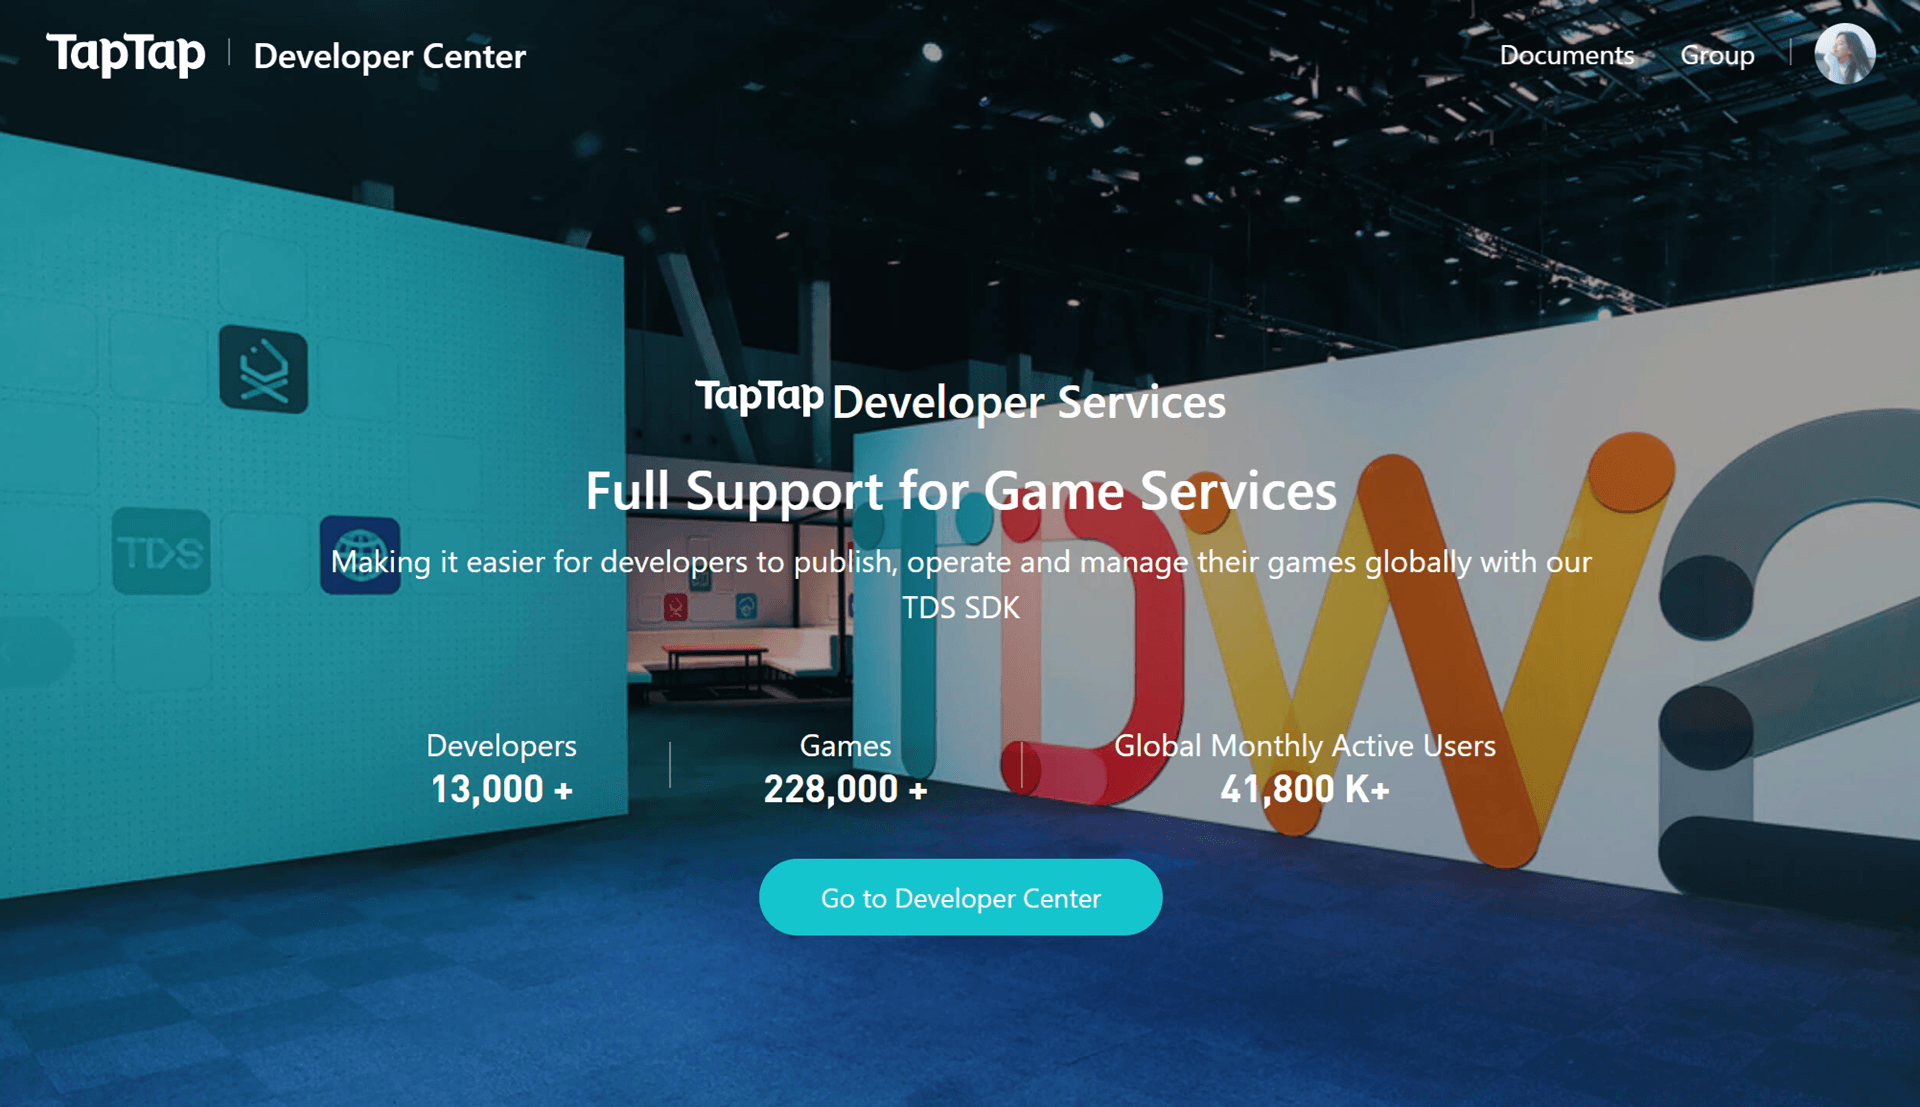 TapTap | Developer Center
Documents
Group
TapTap Developer Services
Full Support for Game Services
TDS
Making it easier for developers to publish, operate and manage their games globally with our
TDS SDK
TDW2
Developers
13,000 +
Games
228,000 +
Global Monthly Active Users
41,800 K+
Go to Developer Center